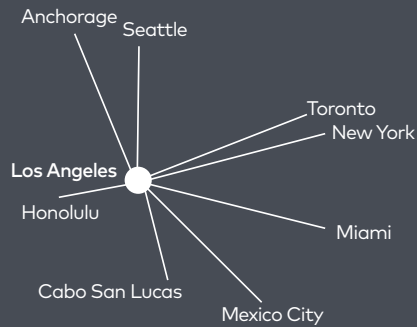 Anchorage
Seattle
Toronto
New York
Los Angeles
Honolulu
Miami
Cabo San Lucas
Mexico City